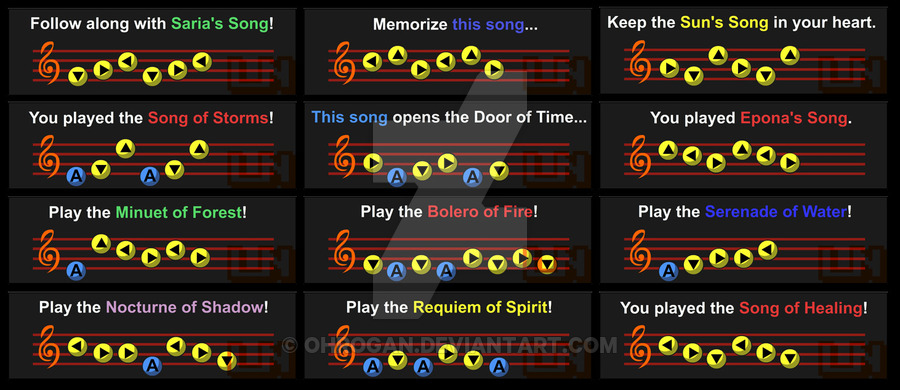 Follow along with Saria's Song!
Memorize this song...
Keep the Sun's Song in your heart.
You played the Song of Storms!
A A
This song opens the Door of Time...
A A
You played Epona's Song.
Play the Minuet of Forest!
A
Play the Bolero of Fire!
A A
Play the Serenade of Water!
A
Play the Nocturne of Shadow!
A
Play the Requiem of Spirit!
A A A
You played the Song of Healing!